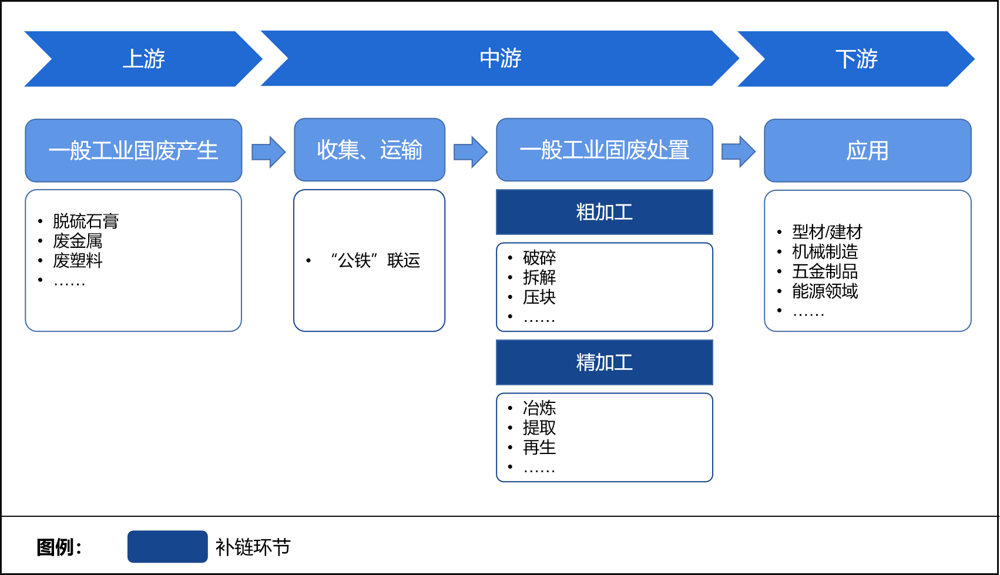 上游
中游
下游
一般工业固废产生
收集、运输
一般工业固废处置
应用
• 脱硫石膏
• 废金属
• 废塑料
• ……
• “公铁”联运
粗加工
• 破碎
• 拆解
• 压块
• ……
精加工
• 冶炼
• 提取
• 再生
• ……
• 型材/建材
• 机械制造
• 五金制品
• 能源领域
• ……
图例：
补链环节